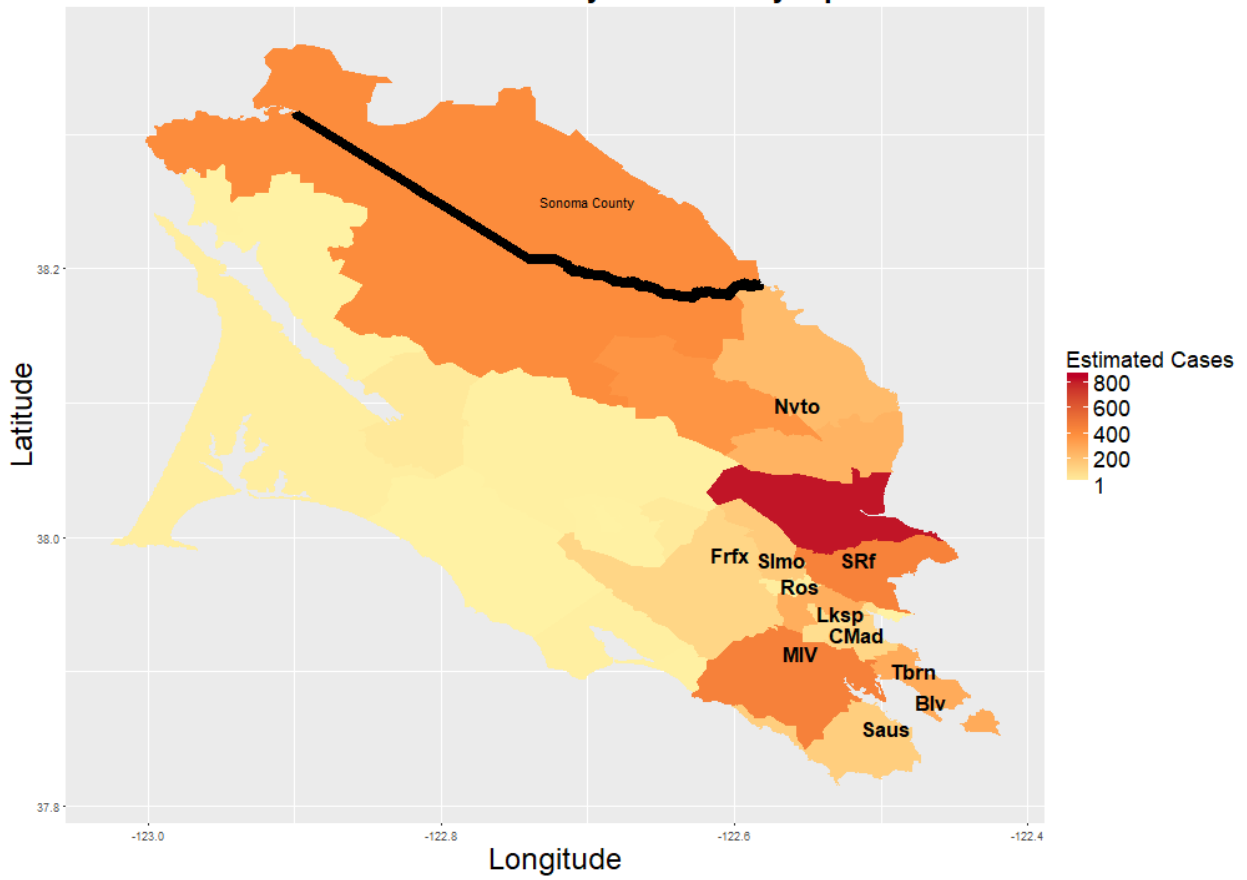 Sonoma County
38.2
38.0
37.8
Latitude
Nvto
Frfx
Slmo
SRf
Ros
Lksp
CMad
MlV
Tbrn
Blv
Saus
Estimated Cases
800
600
400
200
1
-123.0
-122.8
-122.6
-122.4
Longitude